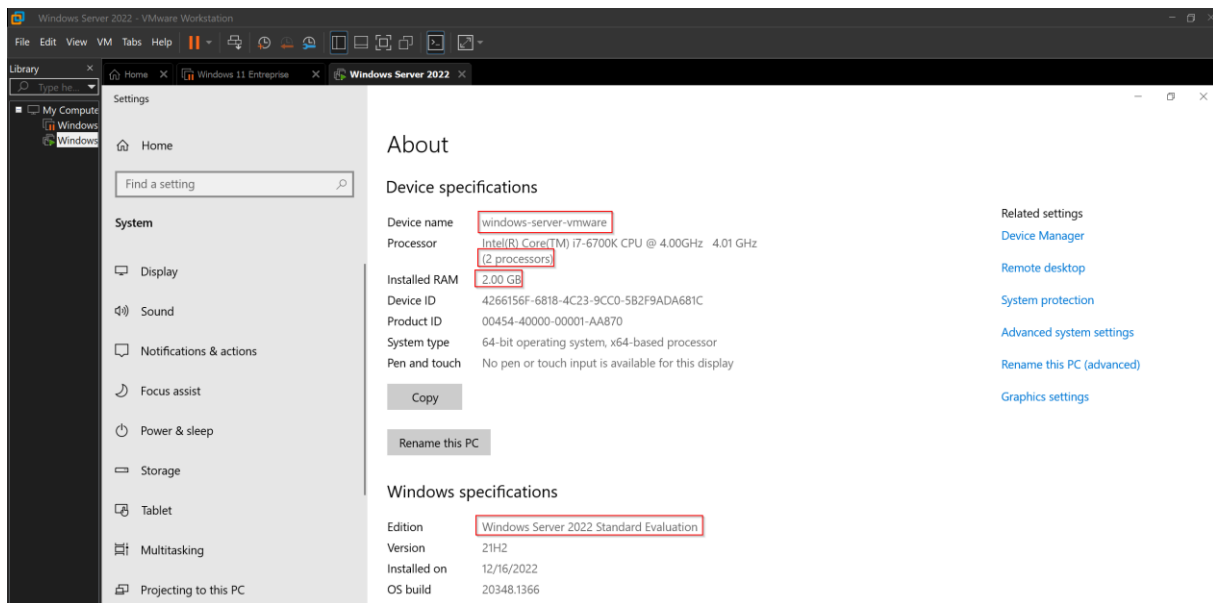 Windows Server 2022 - VMware Workstation
File Edit View VM Tabs Help
Library
Type he...
Home
Windows 11 Entreprise
Windows Server 2022
My Compute
Windows
Windows
Settings
Home
Find a setting
System
Display
Sound
Notifications & actions
Focus assist
Power & sleep
Storage
Tablet
Multitasking
Projecting to this PC
About
Device specifications
Device name windows-server-vmware
Processor Intel(R) Core(TM) i7-6700K CPU @ 4.00GHz 4.01 GHz
(2 processors)
Installed RAM 2.00 GB
Device ID 4266156F-6818-4C23-9CC0-5B2F9ADA681C
Product ID 00454-40000-00001-AA870
System type 64-bit operating system, x64-based processor
Pen and touch No pen or touch input is available for this display
Copy
Rename this PC
Windows specifications
Edition Windows Server 2022 Standard Evaluation
Version 21H2
Installed on 12/16/2022
OS build 20348.1366
Related settings
Device Manager
Remote desktop
System protection
Advanced system settings
Rename this PC (advanced)
Graphics settings